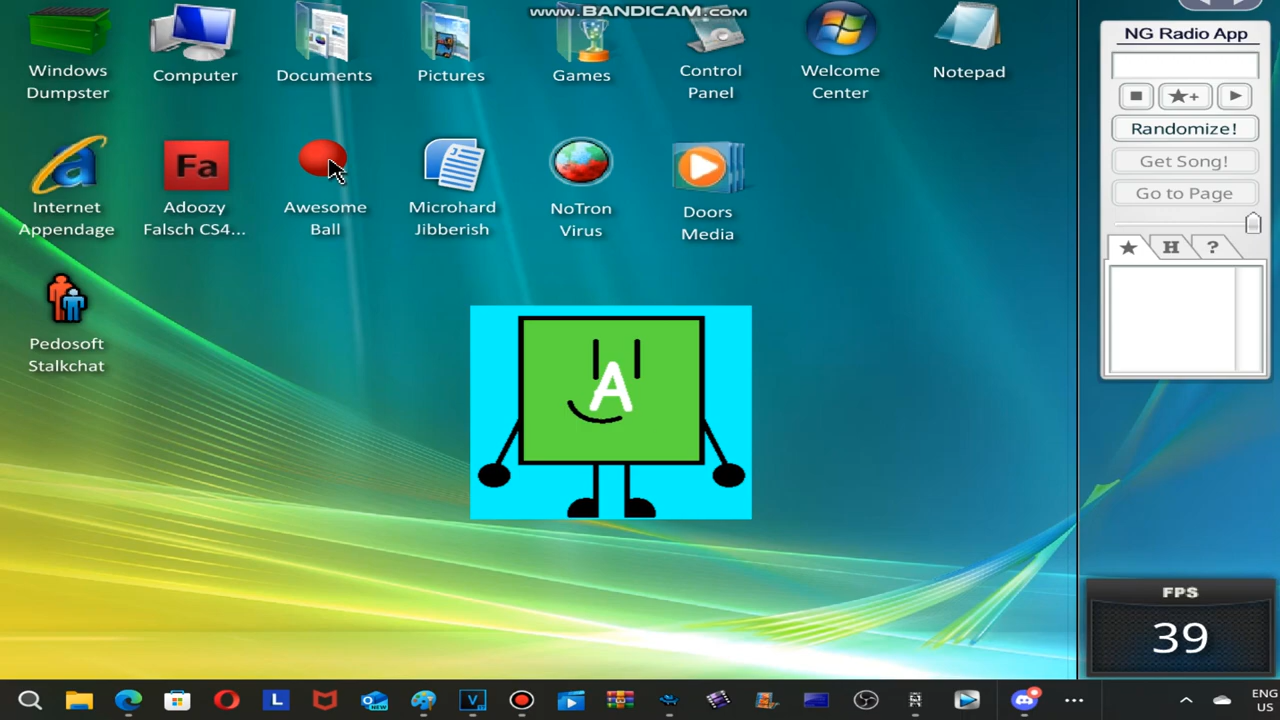 www.BANDICAM.com
NG Radio App
Windows Dumpster
Computer
Documents
Pictures
Games
Control Panel
Welcome Center
Notepad
Randomize!
Get Song!
Go to Page
H
?
Internet Appendage
Fa
Adoozy Falsch CS4...
Awesome Ball
Microhard Jibberish
NoTron Virus
Doors Media
Pedosoft Stalkchat
A
FPS
39
L
V
NEW
ENG
US